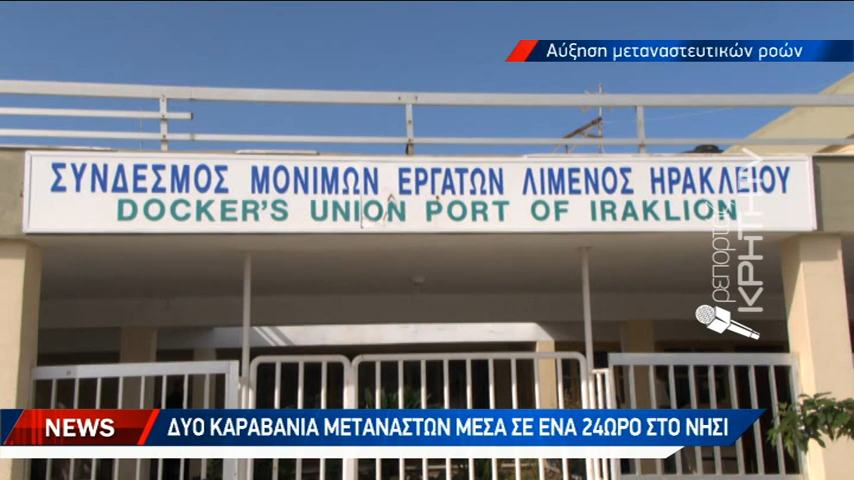 Αύξηση μεταναστευτικών ροών
ΣΥΝΔΕΣΜΟΣ ΜΟΝΙΜΩΝ ΕΡΓΑΤΩΝ ΛΙΜΕΝΟΣ ΗΡΑΚΛΕΙΟΥ
DOCKER'S UNION PORT OF IRAKLION
ρεπορτάζ
ΚΡΗΤΗ TV
NEWS ΔΥΟ ΚΑΡΑΒΑΝΙΑ ΜΕΤΑΝΑΣΤΩΝ ΜΕΣΑ ΣΕ ΕΝΑ 24ΩΡΟ ΣΤΟ ΝΗΣΙ